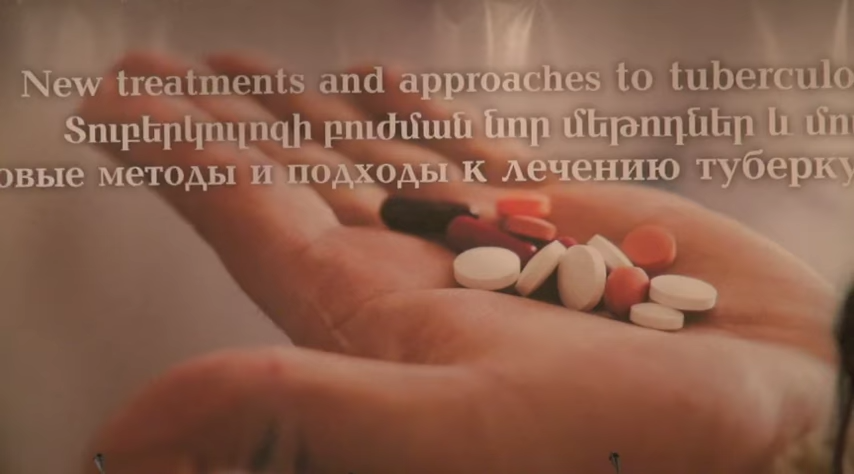 New treatments and approaches to tuberculo
Տուբերկուլոզի բուժման նոր մեթոդներ և մո
овые методы и подходы к лечению туберку